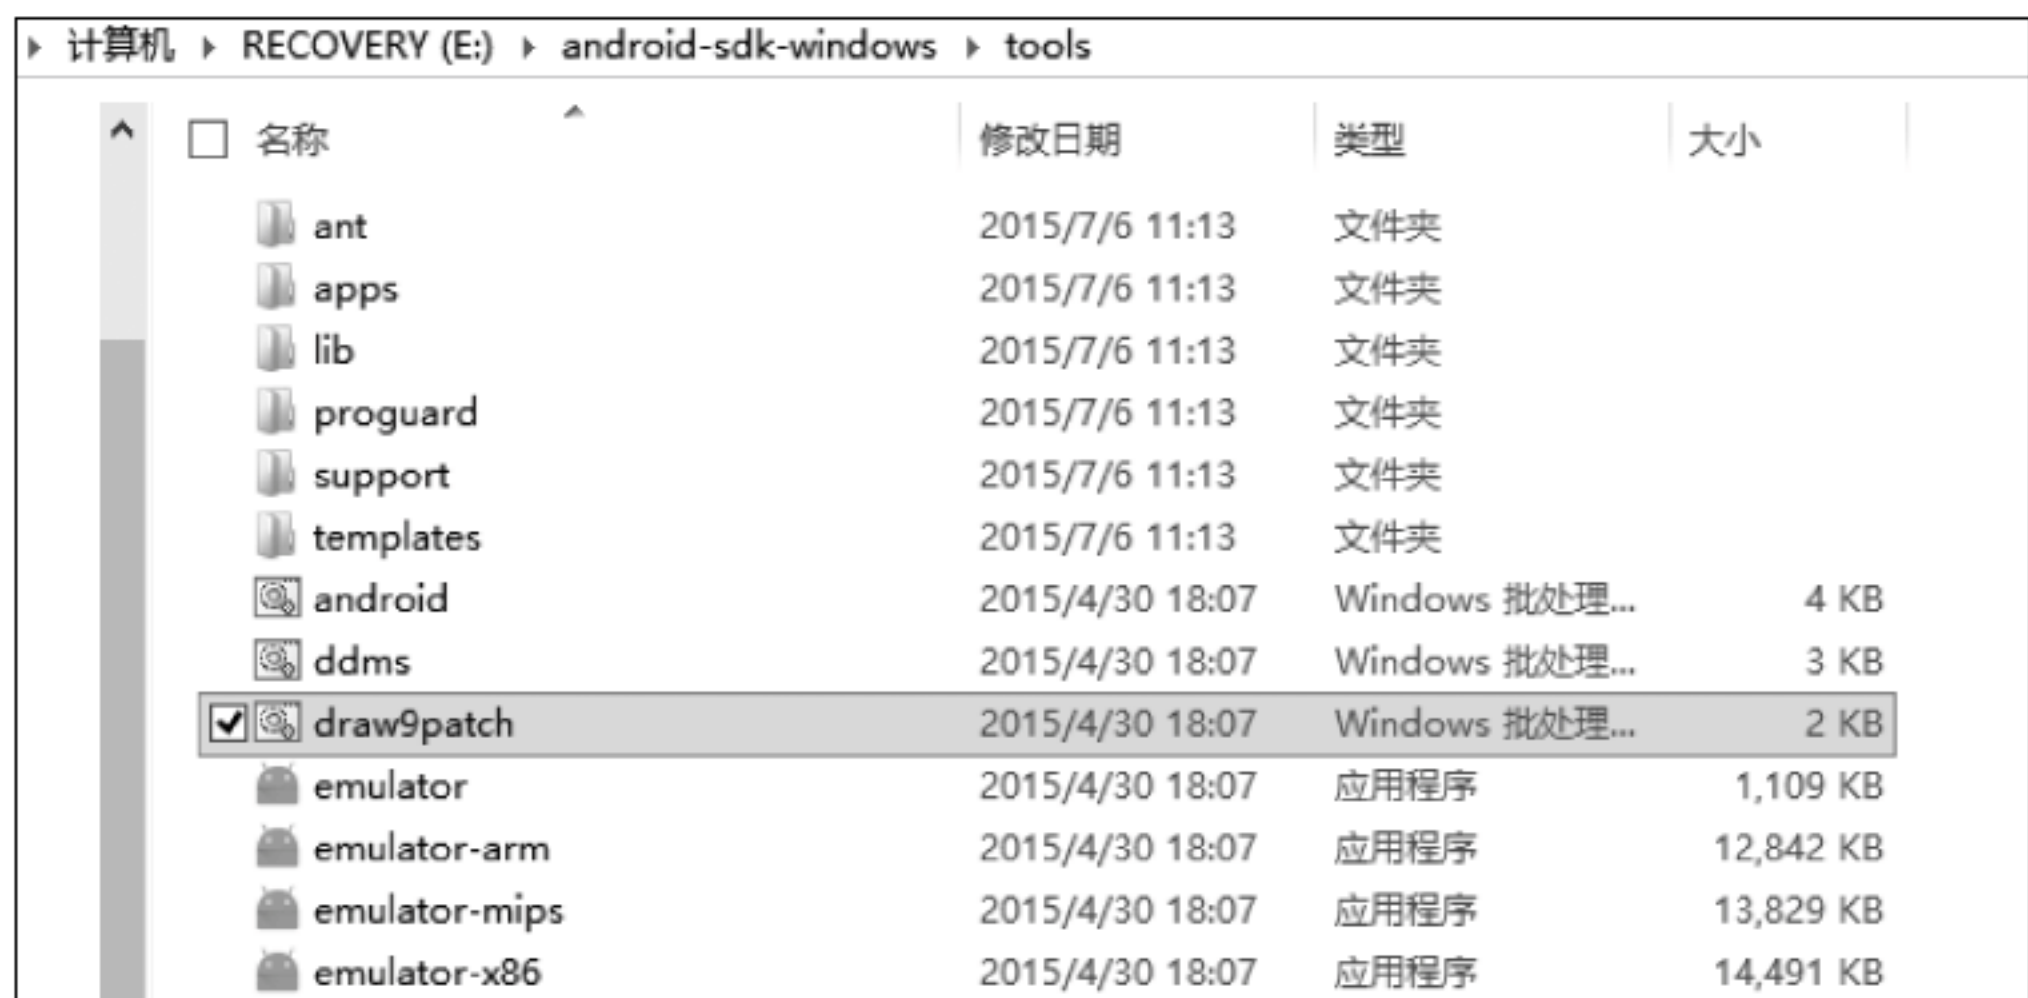 计算机 RECOVERY (E:) android-sdk-windows tools
名称 修改日期 类型 大小
ant 2015/7/6 11:13 文件夹
apps 2015/7/6 11:13 文件夹
lib 2015/7/6 11:13 文件夹
proguard 2015/7/6 11:13 文件夹
support 2015/7/6 11:13 文件夹
templates 2015/7/6 11:13 文件夹
android 2015/4/30 18:07 Windows 批处理... 4 KB
ddms 2015/4/30 18:07 Windows 批处理... 3 KB
draw9patch 2015/4/30 18:07 Windows 批处理... 2 KB
emulator 2015/4/30 18:07 应用程序 1,109 KB
emulator-arm 2015/4/30 18:07 应用程序 12,842 KB
emulator-mips 2015/4/30 18:07 应用程序 13,829 KB
emulator-x86 2015/4/30 18:07 应用程序 14,491 KB